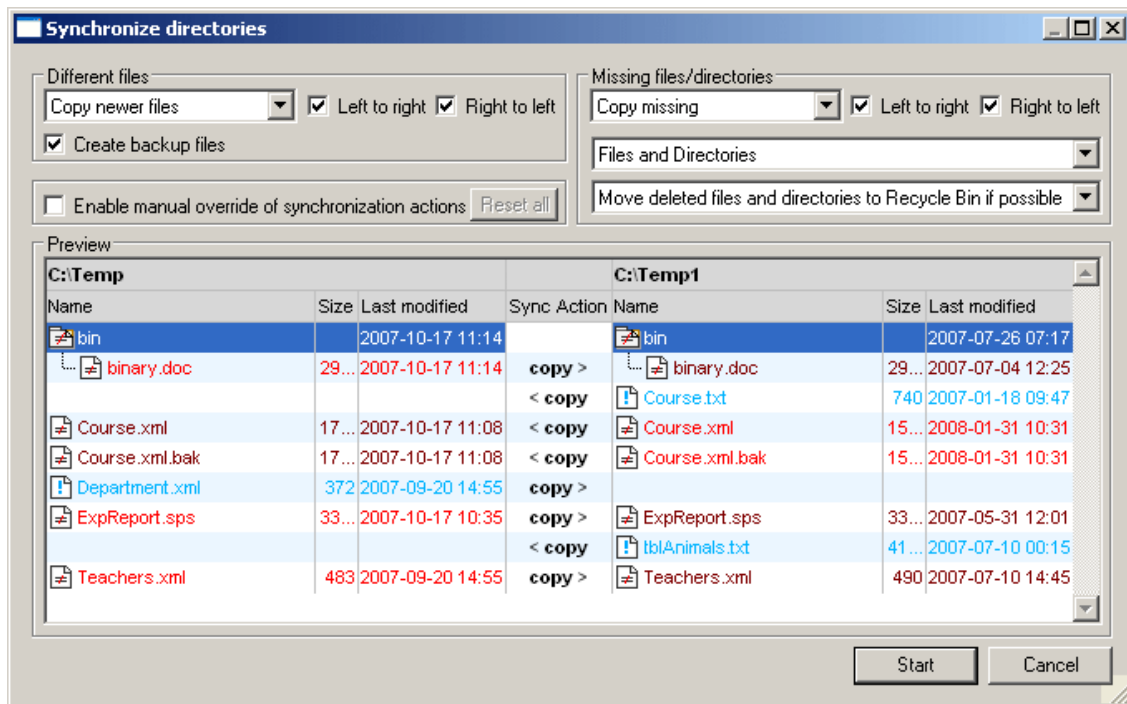 Synchronize directories
Different files
Missing files/directories
Copy newer files Left to right Right to left
Copy missing Left to right Right to left
Create backup files
Files and Directories
Enable manual override of synchronization actions Reset all
Move deleted files and directories to Recycle Bin if possible
Preview
C:\Temp C:\Temp1
Name Size Last modified Sync Action Name Size Last modified
bin 2007-10-17 11:14 bin 2007-07-26 07:17
binary.doc 29... 2007-10-17 11:14 copy > binary.doc 29... 2007-07-04 12:25
< copy Course.txt 740 2007-01-18 09:47
Course.xml 17... 2007-10-17 11:08 < copy Course.xml 15... 2008-01-31 10:31
Course.xml.bak 17... 2007-10-17 11:08 < copy Course.xml.bak 15... 2008-01-31 10:31
Department.xml 372 2007-09-20 14:55 copy >
ExpReport.sps 33... 2007-10-17 10:35 copy > ExpReport.sps 33... 2007-05-31 12:01
< copy tblAnimals.txt 41... 2007-07-10 00:15
Teachers.xml 483 2007-09-20 14:55 copy > Teachers.xml 490 2007-07-10 14:45
Start Cancel